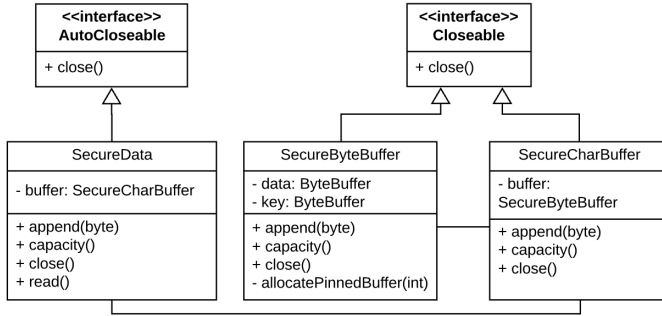 <<interface>>
AutoCloseable
+ close()
<<interface>>
Closeable
+ close()
SecureData
- buffer: SecureCharBuffer
+ append(byte)
+ capacity()
+ close()
+ read()
SecureByteBuffer
- data: ByteBuffer
- key: ByteBuffer
+ append(byte)
+ capacity()
+ close()
- allocatePinnedBuffer(int)
SecureCharBuffer
- buffer:
SecureByteBuffer
+ append(byte)
+ capacity()
+ close()